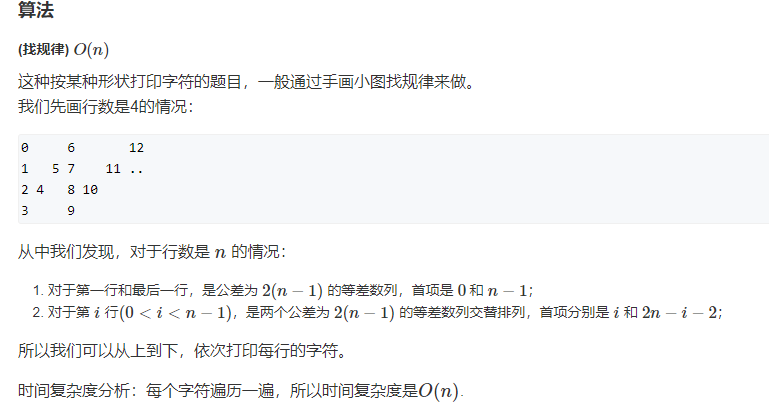 算法
(找规律) O(n)
这种按某种形状打印字符的题目，一般通过手画小图找规律来做。
我们先画行数是4的情况：
0     6       12
1   5 7    11 ..
2 4   8 10
3     9
从中我们发现，对于行数是 n 的情况：
1. 对于第一行和最后一行，是公差为 2(n − 1) 的等差数列，首项是 0 和 n − 1；
2. 对于第 i 行(0 < i < n − 1)，是两个公差为 2(n − 1) 的等差数列交替排列，首项分别是 i 和 2n − i − 2；
所以我们可以从上到下，依次打印每行的字符。
时间复杂度分析：每个字符遍历一遍，所以时间复杂度是O(n).